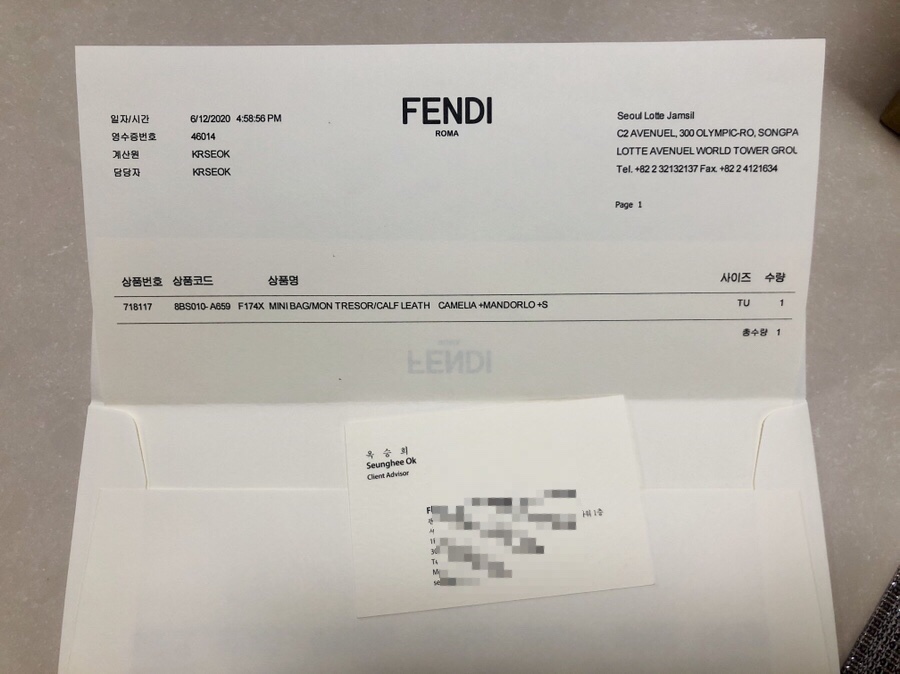 일자/시간 6/12/2020 4:58:56 PM
영수증번호 46014
계산원 KRSEOK
담당자 KRSEOK
FENDI
ROMA
Seoul Lotte Jamsil
C2 AVENUEL, 300 OLYMPIC-RO, SONGPA
LOTTE AVENUEL WORLD TOWER GROU
Tel. +82 2 32132137 Fax. +82 2 4121634
Page 1
상품번호 상품코드 상품명 사이즈 수량
718117 8BS010- A659 F174X MINI BAG/MON TRESOR/CALF LEATH CAMELIA +MANDORLO +S TU 1
총수량 1
FENDI
옥 승 희
Seunghee Ok
Client Advisor
1층